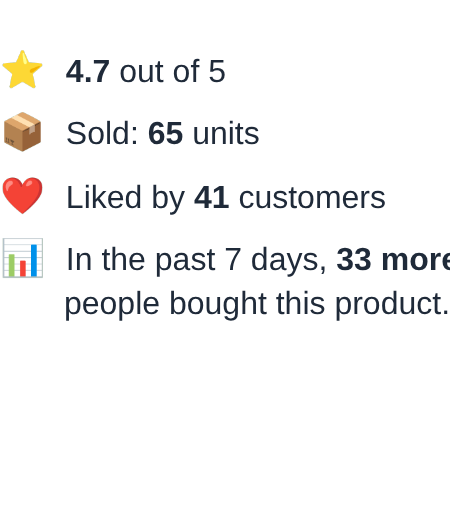 4.7 out of 5
Sold: 65 units
Liked by 41 customers
In the past 7 days, 33 more
people bought this product.